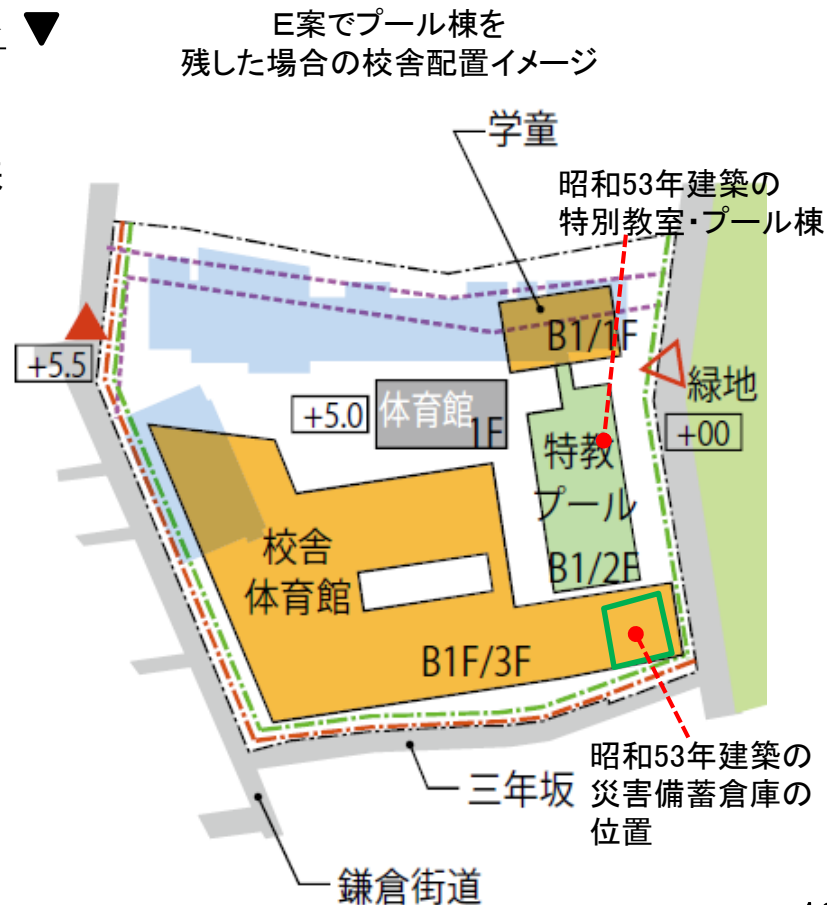 ▼
E案でプール棟を
残した場合の校舎配置イメージ
学童
昭和53年建築の
特別教室・プール棟
B1/1F
+5.5
緑地
+5.0
体育館
1F
+00
特教
プール
B1/2F
校舎
体育館
B1F/3F
昭和53年建築の
災害備蓄倉庫の
位置
三年坂
鎌倉街道